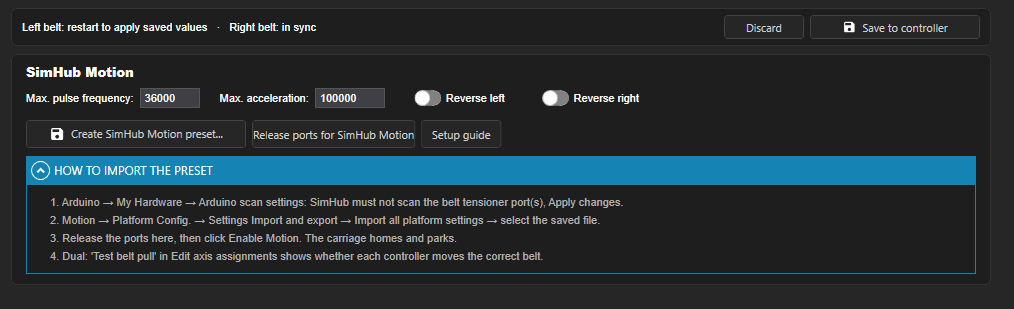 Left belt: restart to apply saved values · Right belt: in sync
Discard
Save to controller
SimHub Motion
Max. pulse frequency: 36000 Max. acceleration: 100000 Reverse left Reverse right
Create SimHub Motion preset... Release ports for SimHub Motion Setup guide
HOW TO IMPORT THE PRESET
1. Arduino → My Hardware → Arduino scan settings: SimHub must not scan the belt tensioner port(s), Apply changes.
2. Motion → Platform Config. → Settings Import and export → Import all platform settings → select the saved file.
3. Release the ports here, then click Enable Motion. The carriage homes and parks.
4. Dual: 'Test belt pull' in Edit axis assignments shows whether each controller moves the correct belt.